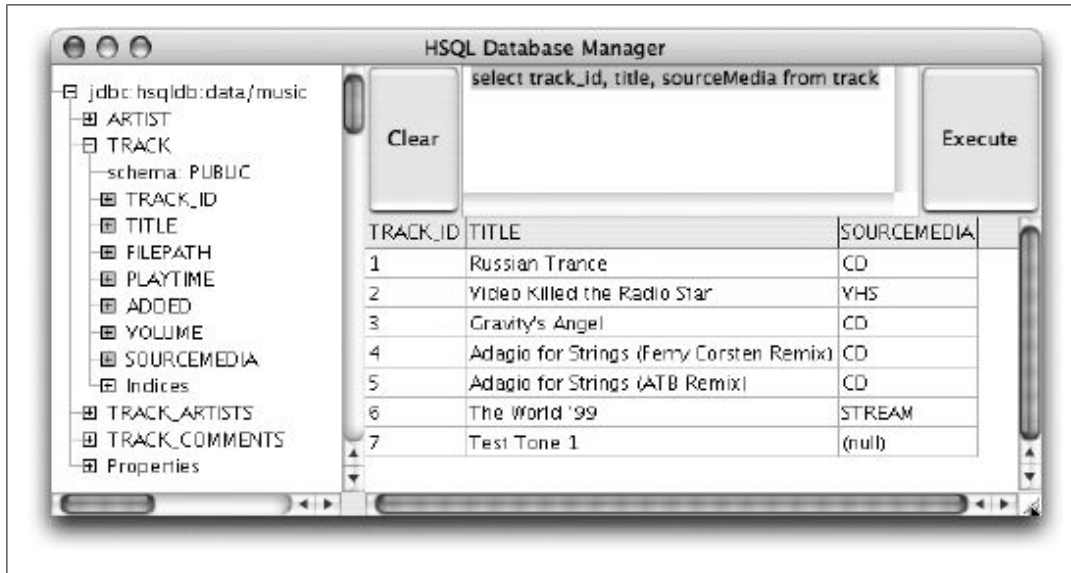 HSQL Database Manager
jdbc:hsqldb:data/music
ARTIST
TRACK
schema: PUBLIC
TRACK_ID
TITLE
FILEPATH
PLAYTIME
ADDED
VOLUME
SOURCEMEDIA
Indices
TRACK_ARTISTS
TRACK_COMMENTS
Properties
Clear
select track_id, title, sourceMedia from track
Execute
TRACK_ID TITLE SOURCEMEDIA
1 Russian Trance CD
2 Video Killed the Radio Star VHS
3 Gravity's Angel CD
4 Adagio for Strings (Ferry Corsten Remix) CD
5 Adagio for Strings (ATB Remix) CD
6 The World '99 STREAM
7 Test Tone 1 (null)